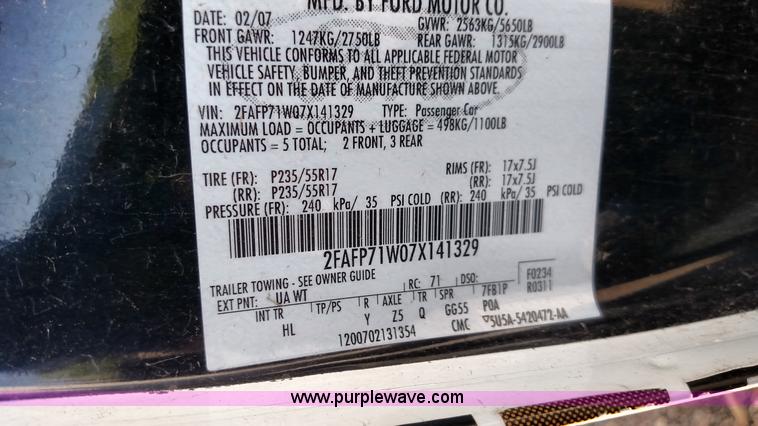 MFD. BY FORD MOTOR CO.
DATE: 02/07 GVWR: 2563KG/5650LB
FRONT GAWR: 1247KG/2750LB REAR GAWR: 1315KG/2900LB
THIS VEHICLE CONFORMS TO ALL APPLICABLE FEDERAL MOTOR
VEHICLE SAFETY, BUMPER, AND THEFT PREVENTION STANDARDS
IN EFFECT ON THE DATE OF MANUFACTURE SHOWN ABOVE.
VIN: 2FAFP71W07X141329 TYPE: Passenger Car
MAXIMUM LOAD = OCCUPANTS + LUGGAGE = 498KG/1100LB
OCCUPANTS = 5 TOTAL; 2 FRONT, 3 REAR
TIRE (FR): P235/55R17 RIMS (FR): 17x7.5J
(RR): P235/55R17 (RR): 17x7.5J
PRESSURE (FR): 240 kPa/ 35 PSI COLD (RR): 240 kPa/ 35 PSI COLD
2FAFP71W07X141329
TRAILER TOWING - SEE OWNER GUIDE
EXT PNT: UA WT RC: 71 DSO: F0234
INT TR TP/PS R AXLE TR SPR 7FB1P R0311
HL Y Z5 Q GG55 PQA
1200702131354 CMC ▽5U5A-5420472-AA
www.purplewave.com